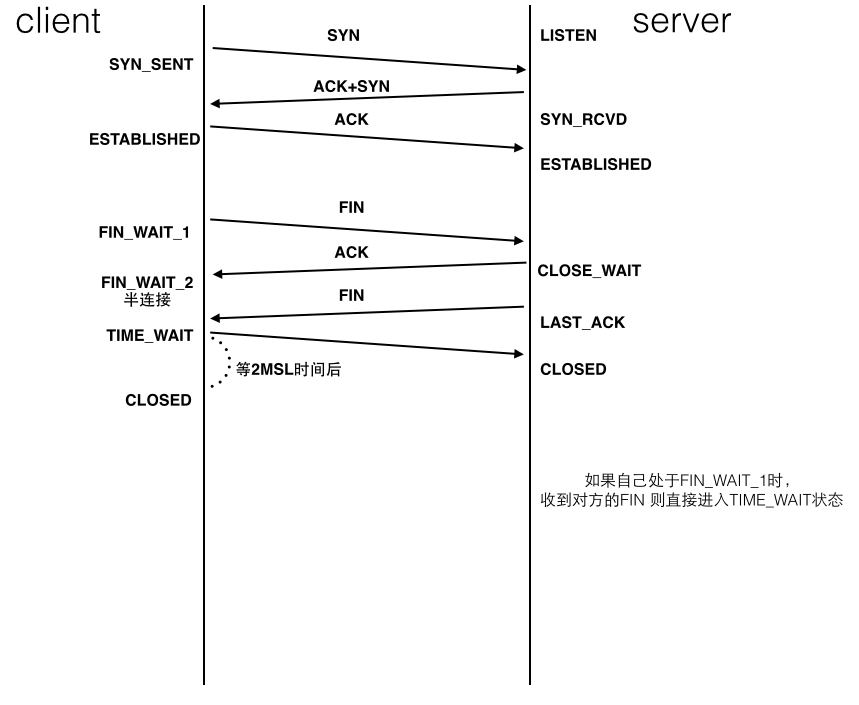 client
server
SYN
LISTEN
SYN_SENT
ACK+SYN
ACK
SYN_RCVD
ESTABLISHED
ESTABLISHED
FIN
FIN_WAIT_1
ACK
CLOSE_WAIT
FIN_WAIT_2
半连接
FIN
LAST_ACK
TIME_WAIT
等2MSL时间后
CLOSED
CLOSED
如果自己处于FIN_WAIT_1时，
收到对方的FIN 则直接进入TIME_WAIT状态